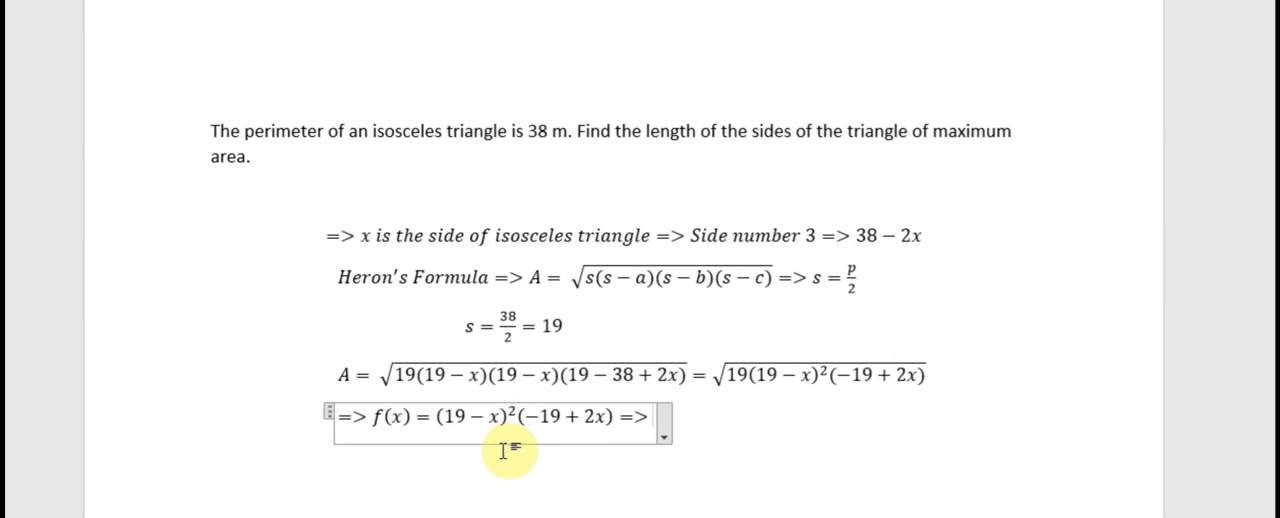 The perimeter of an isosceles triangle is 38 m. Find the length of the sides of the triangle of maximum
area.
=> x is the side of isosceles triangle => Side number 3 => 38 − 2x
Heron's Formula => A = √s(s − a)(s − b)(s − c) => s = p/2
s = 38/2 = 19
A = √19(19 − x)(19 − x)(19 − 38 + 2x) = √19(19 − x)²(−19 + 2x)
=> f(x) = (19 − x)²(−19 + 2x) =>